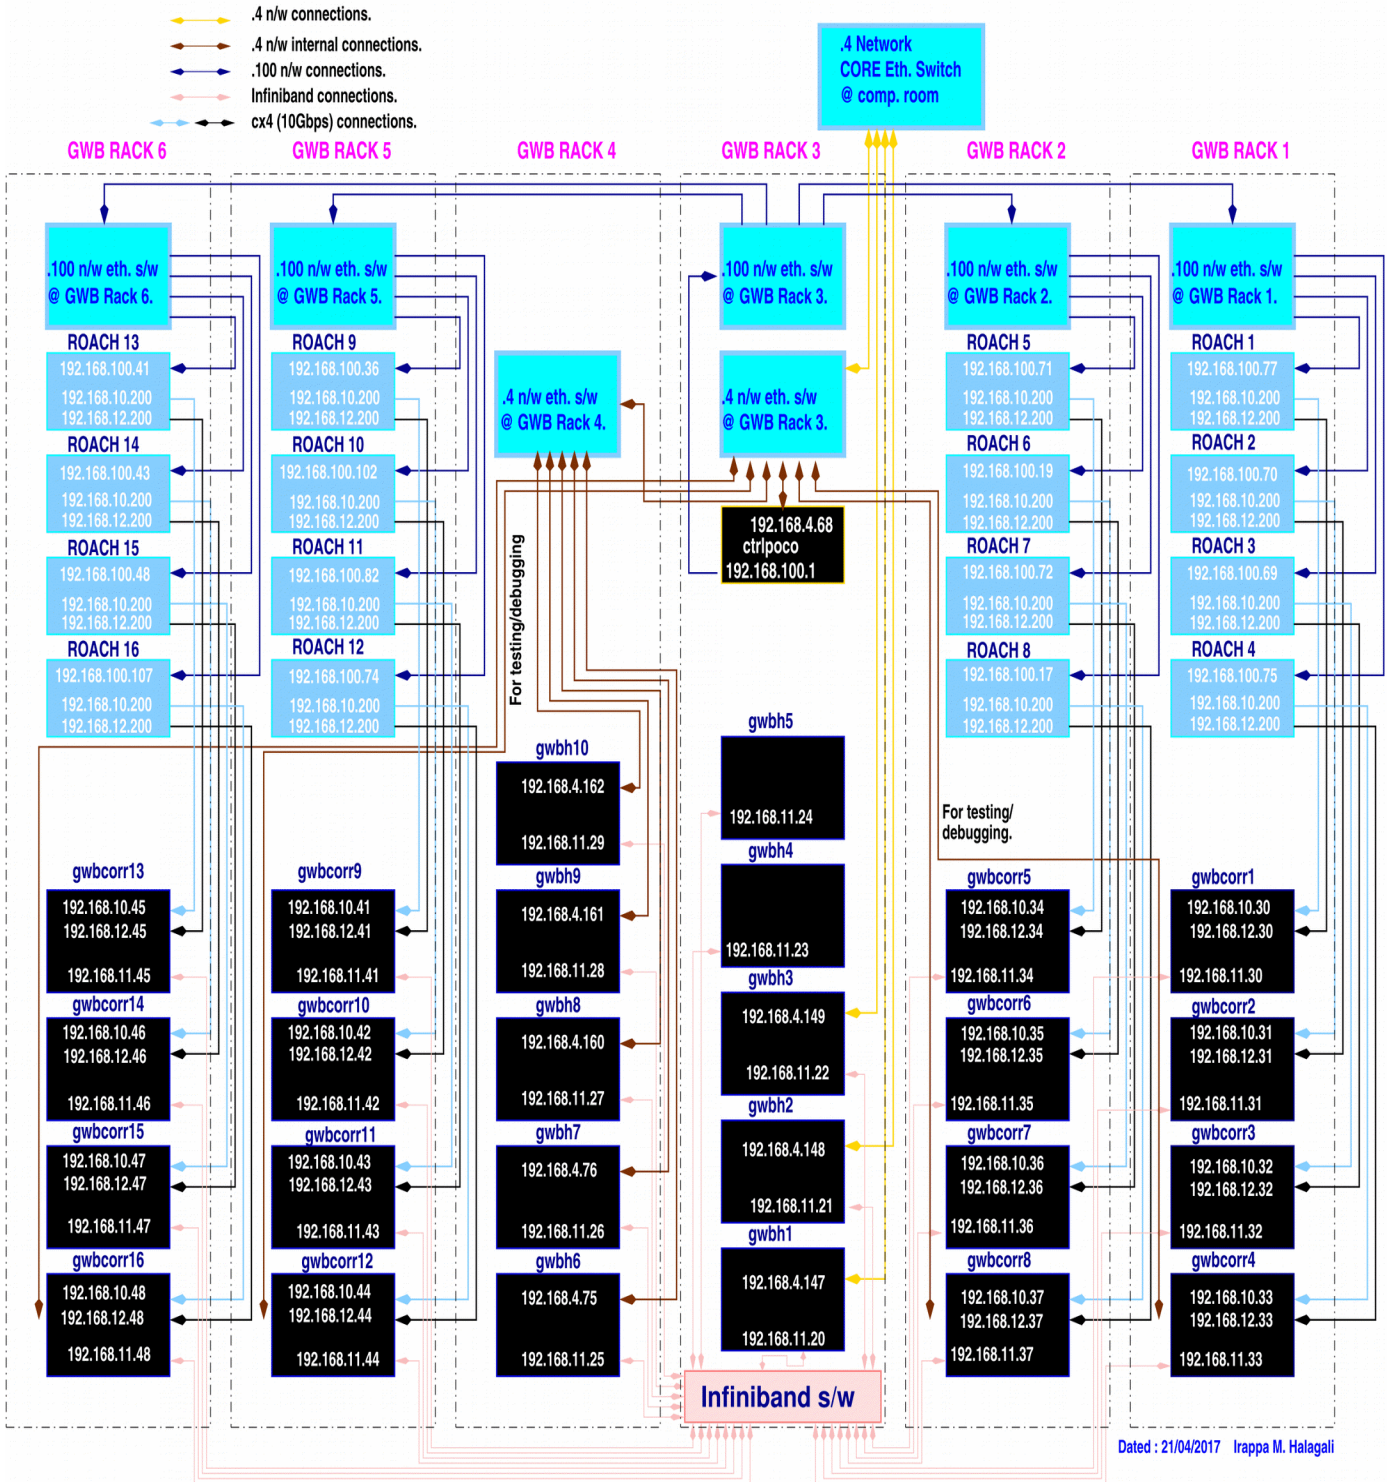 .4 n/w connections.
.4 n/w internal connections.
.100 n/w connections.
Infiniband connections.
cx4 (10Gbps) connections.
.4 Network
CORE Eth. Switch
@ comp. room
GWB RACK 6
GWB RACK 5
GWB RACK 4
GWB RACK 3
GWB RACK 2
GWB RACK 1
.100 n/w eth. s/w
@ GWB Rack 6.
ROACH 13
192.168.100.41
192.168.10.200
192.168.12.200
ROACH 14
192.168.100.43
192.168.10.200
192.168.12.200
ROACH 15
192.168.100.48
192.168.10.200
192.168.12.200
ROACH 16
192.168.100.107
192.168.10.200
192.168.12.200
gwbcorr13
192.168.10.45
192.168.12.45
192.168.11.45
gwbcorr14
192.168.10.46
192.168.12.46
192.168.11.46
gwbcorr15
192.168.10.47
192.168.12.47
192.168.11.47
gwbcorr16
192.168.10.48
192.168.12.48
192.168.11.48
.100 n/w eth. s/w
@ GWB Rack 5.
ROACH 9
192.168.100.36
192.168.10.200
192.168.12.200
ROACH 10
192.168.100.102
192.168.10.200
192.168.12.200
ROACH 11
192.168.100.82
192.168.10.200
192.168.12.200
ROACH 12
192.168.100.74
192.168.10.200
192.168.12.200
gwbcorr9
192.168.10.41
192.168.12.41
192.168.11.41
gwbcorr10
192.168.10.42
192.168.12.42
192.168.11.42
gwbcorr11
192.168.10.43
192.168.12.43
192.168.11.43
gwbcorr12
192.168.10.44
192.168.12.44
192.168.11.44
.4 n/w eth. s/w
@ GWB Rack 4.
For testing/debugging
gwbh10
192.168.4.162
192.168.11.29
gwbh9
192.168.4.161
192.168.11.28
gwbh8
192.168.4.160
192.168.11.27
gwbh7
192.168.4.76
192.168.11.26
gwbh6
192.168.4.75
192.168.11.25
.100 n/w eth. s/w
@ GWB Rack 3.
.4 n/w eth. s/w
@ GWB Rack 3.
192.168.4.68
ctrlpoco
192.168.100.1
gwbh5
192.168.11.24
gwbh4
192.168.11.23
gwbh3
192.168.4.149
192.168.11.22
gwbh2
192.168.4.148
192.168.11.21
gwbh1
192.168.4.147
192.168.11.20
Infiniband s/w
.100 n/w eth. s/w
@ GWB Rack 2.
ROACH 5
192.168.100.71
192.168.10.200
192.168.12.200
ROACH 6
192.168.100.19
192.168.10.200
192.168.12.200
ROACH 7
192.168.100.72
192.168.10.200
192.168.12.200
ROACH 8
192.168.100.17
192.168.10.200
192.168.12.200
For testing/
debugging.
gwbcorr5
192.168.10.34
192.168.12.34
192.168.11.34
gwbcorr6
192.168.10.35
192.168.12.35
192.168.11.35
gwbcorr7
192.168.10.36
192.168.12.36
192.168.11.36
gwbcorr8
192.168.10.37
192.168.12.37
192.168.11.37
.100 n/w eth. s/w
@ GWB Rack 1.
ROACH 1
192.168.100.77
192.168.10.200
192.168.12.200
ROACH 2
192.168.100.70
192.168.10.200
192.168.12.200
ROACH 3
192.168.100.69
192.168.10.200
192.168.12.200
ROACH 4
192.168.100.75
192.168.10.200
192.168.12.200
gwbcorr1
192.168.10.30
192.168.12.30
192.168.11.30
gwbcorr2
192.168.10.31
192.168.12.31
192.168.11.31
gwbcorr3
192.168.10.32
192.168.12.32
192.168.11.32
gwbcorr4
192.168.10.33
192.168.12.33
192.168.11.33
Dated : 21/04/2017 Irappa M. Halagali